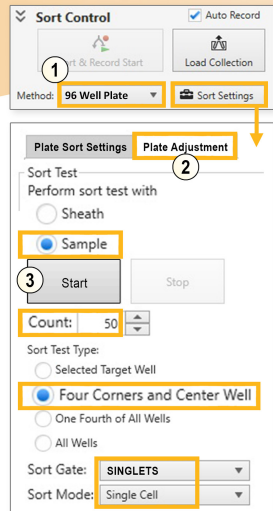 Sort Control
Auto Record
& Record Start
Load Collection
1
Method: 96 Well Plate
Sort Settings
Plate Sort Settings
Plate Adjustment
2
Sort Test
Perform sort test with
Sheath
Sample
3
Start
Stop
Count: 50
Sort Test Type:
Selected Target Well
Four Corners and Center Well
One Fourth of All Wells
All Wells
Sort Gate: SINGLETS
Sort Mode: Single Cell